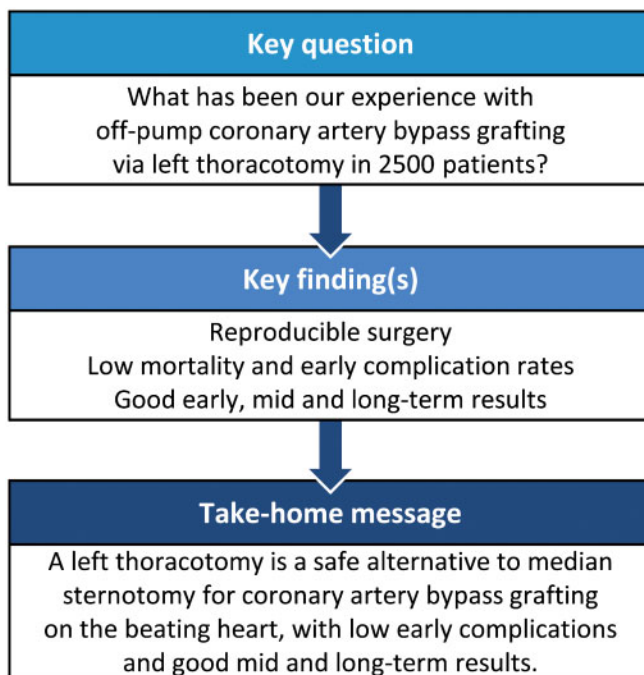 Key question
What has been our experience with
off-pump coronary artery bypass grafting
via left thoracotomy in 2500 patients?
Key finding(s)
Reproducible surgery
Low mortality and early complication rates
Good early, mid and long-term results
Take-home message
A left thoracotomy is a safe alternative to median
sternotomy for coronary artery bypass grafting
on the beating heart, with low early complications
and good mid and long-term results.